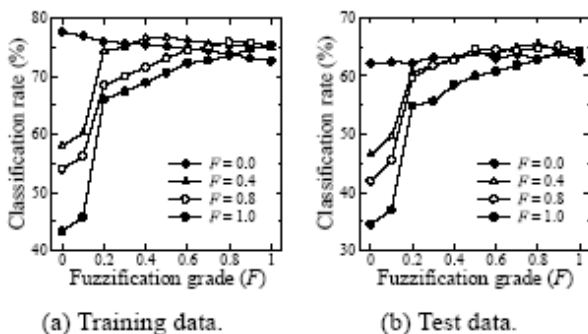 80
70
60
50
40
Classification rate (%)
F = 0.0
F = 0.4
F = 0.8
F = 1.0
0 0.2 0.4 0.6 0.8 1
Fuzzification grade (F)
(a) Training data.
70
60
50
40
30
Classification rate (%)
F = 0.0
F = 0.4
F = 0.8
F = 1.0
0 0.2 0.4 0.6 0.8 1
Fuzzification grade (F)
(b) Test data.